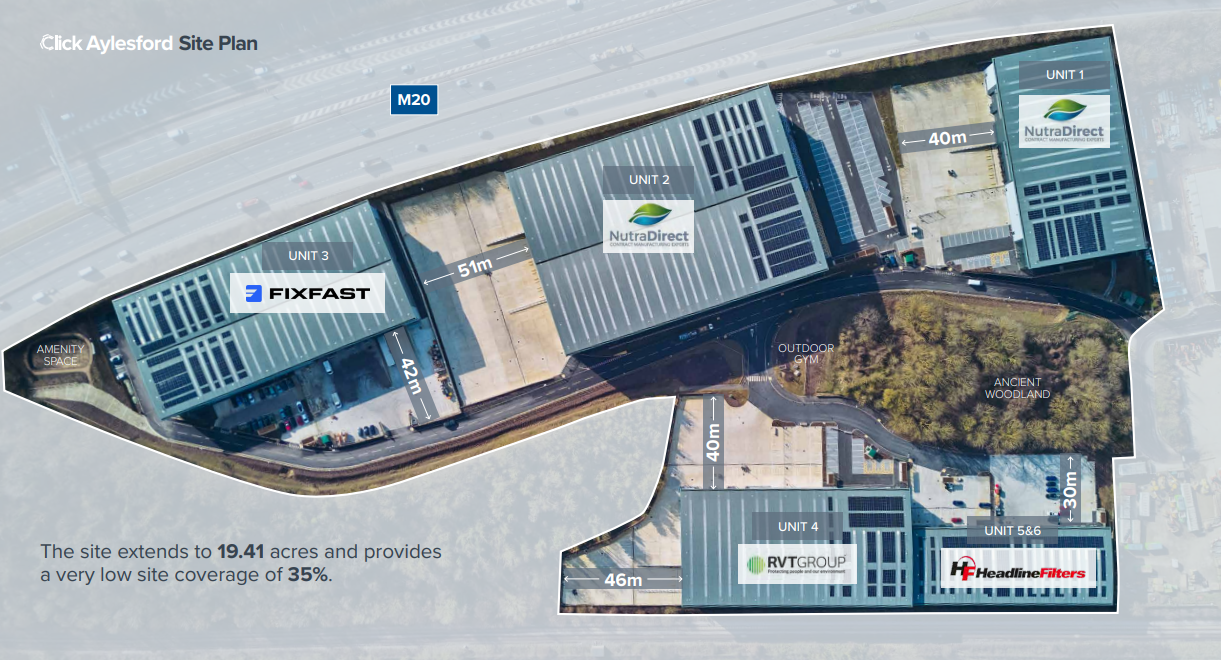 Click Aylesford Site Plan
M20
UNIT 1
NutraDirect
CONTRACT MANUFACTURING EXPERTS
40m
UNIT 2
NutraDirect
CONTRACT MANUFACTURING EXPERTS
51m
UNIT 3
FIXFAST
42m
AMENITY
SPACE
OUTDOOR
GYM
ANCIENT
WOODLAND
40m
30m
UNIT 4
RVTGROUP
Protecting people and our environment
46m
UNIT 5&6
HF HeadlineFilters
The site extends to 19.41 acres and provides
a very low site coverage of 35%.